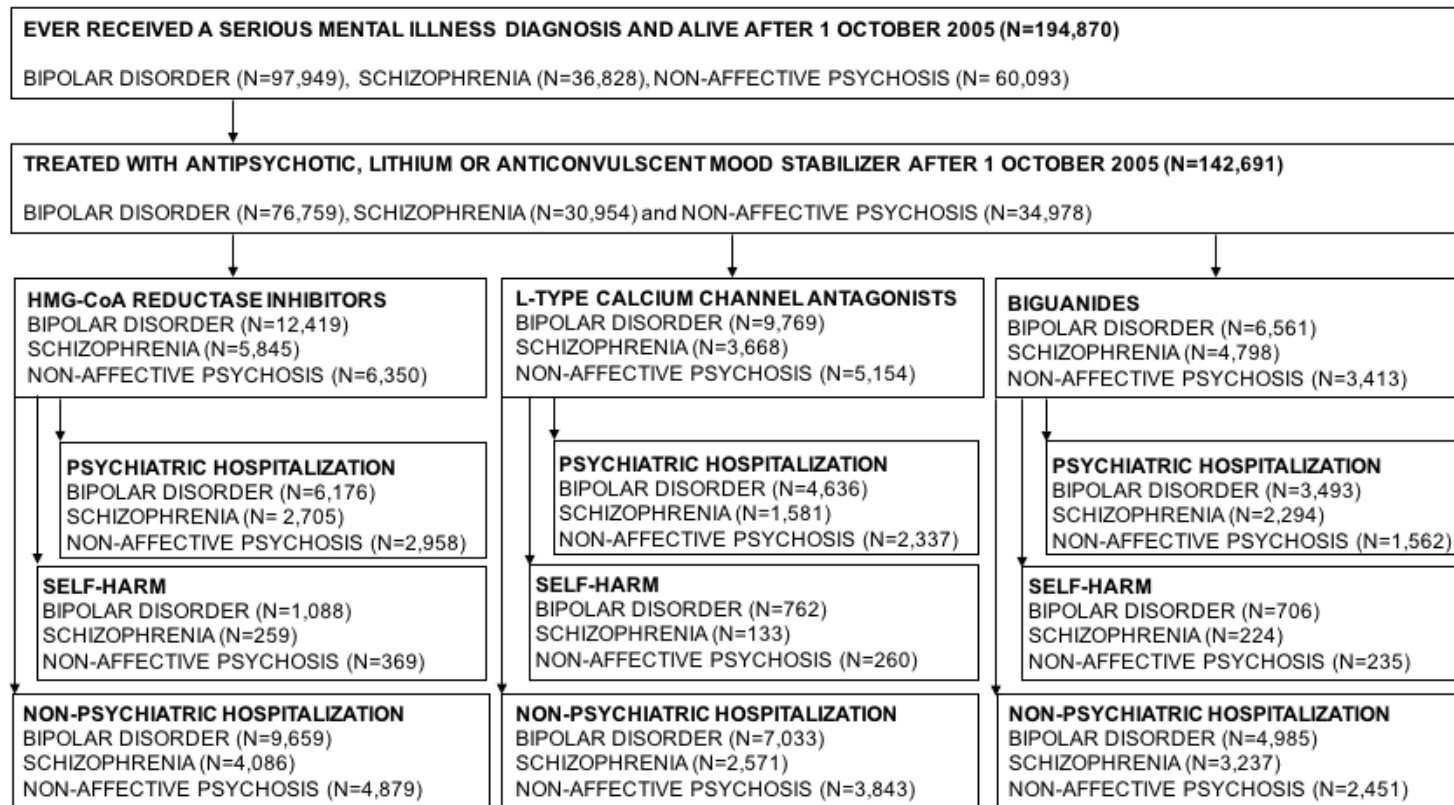 EVER RECEIVED A SERIOUS MENTAL ILLNESS DIAGNOSIS AND ALIVE AFTER 1 OCTOBER 2005 (N=194,870)
BIPOLAR DISORDER (N=97,949), SCHIZOPHRENIA (N=36,828), NON-AFFECTIVE PSYCHOSIS (N= 60,093)
TREATED WITH ANTIPSYCHOTIC, LITHIUM OR ANTICONVULSCENT MOOD STABILIZER AFTER 1 OCTOBER 2005 (N=142,691)
BIPOLAR DISORDER (N=76,759), SCHIZOPHRENIA (N=30,954) and NON-AFFECTIVE PSYCHOSIS (N=34,978)
HMG-CoA REDUCTASE INHIBITORS
BIPOLAR DISORDER (N=12,419)
SCHIZOPHRENIA (N=5,845)
NON-AFFECTIVE PSYCHOSIS (N=6,350)
PSYCHIATRIC HOSPITALIZATION
BIPOLAR DISORDER (N=6,176)
SCHIZOPHRENIA (N= 2,705)
NON-AFFECTIVE PSYCHOSIS (N=2,958)
SELF-HARM
BIPOLAR DISORDER (N=1,088)
SCHIZOPHRENIA (N=259)
NON-AFFECTIVE PSYCHOSIS (N=369)
NON-PSYCHIATRIC HOSPITALIZATION
BIPOLAR DISORDER (N=9,659)
SCHIZOPHRENIA (N=4,086)
NON-AFFECTIVE PSYCHOSIS (N=4,879)
L-TYPE CALCIUM CHANNEL ANTAGONISTS
BIPOLAR DISORDER (N=9,769)
SCHIZOPHRENIA (N=3,668)
NON-AFFECTIVE PSYCHOSIS (N=5,154)
PSYCHIATRIC HOSPITALIZATION
BIPOLAR DISORDER (N=4,636)
SCHIZOPHRENIA (N=1,581)
NON-AFFECTIVE PSYCHOSIS (N=2,337)
SELF-HARM
BIPOLAR DISORDER (N=762)
SCHIZOPHRENIA (N=133)
NON-AFFECTIVE PSYCHOSIS (N=260)
NON-PSYCHIATRIC HOSPITALIZATION
BIPOLAR DISORDER (N=7,033)
SCHIZOPHRENIA (N=2,571)
NON-AFFECTIVE PSYCHOSIS (N=3,843)
BIGUANIDES
BIPOLAR DISORDER (N=6,561)
SCHIZOPHRENIA (N=4,798)
NON-AFFECTIVE PSYCHOSIS (N=3,413)
PSYCHIATRIC HOSPITALIZATION
BIPOLAR DISORDER (N=3,493)
SCHIZOPHRENIA (N=2,294)
NON-AFFECTIVE PSYCHOSIS (N=1,562)
SELF-HARM
BIPOLAR DISORDER (N=706)
SCHIZOPHRENIA (N=224)
NON-AFFECTIVE PSYCHOSIS (N=235)
NON-PSYCHIATRIC HOSPITALIZATION
BIPOLAR DISORDER (N=4,985)
SCHIZOPHRENIA (N=3,237)
NON-AFFECTIVE PSYCHOSIS (N=2,451)